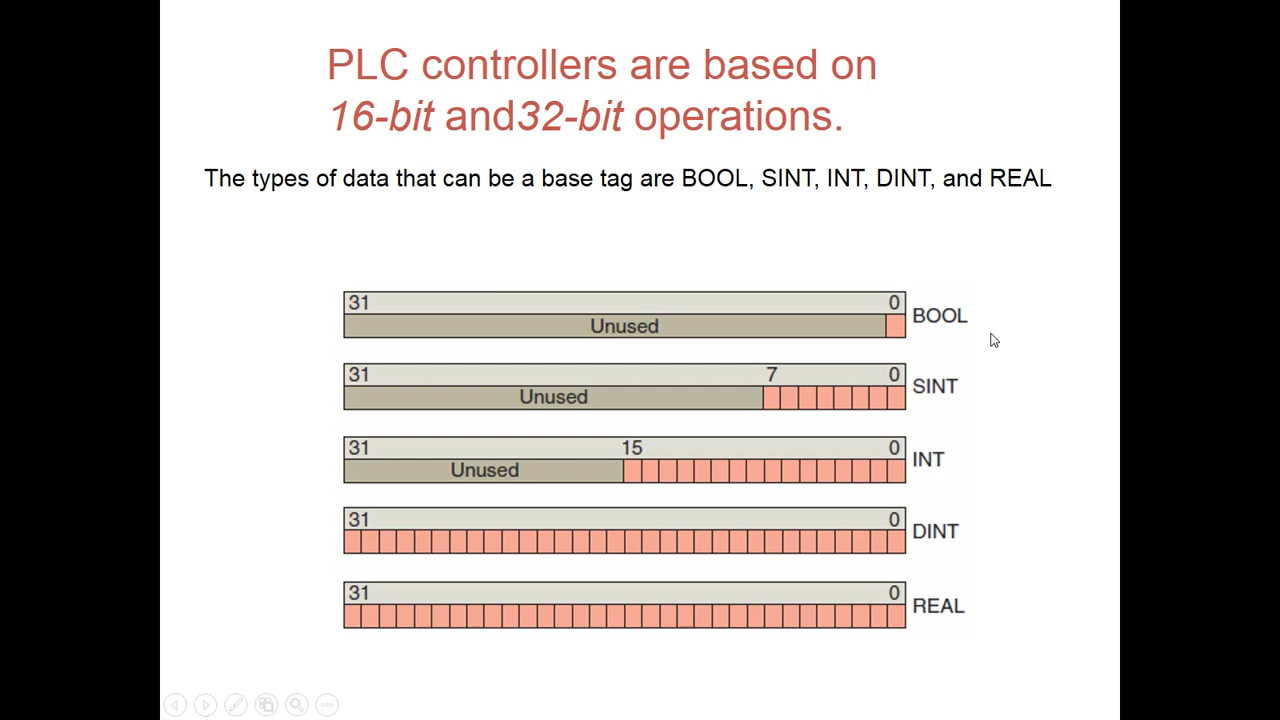 PLC controllers are based on
16-bit and32-bit operations.
The types of data that can be a base tag are BOOL, SINT, INT, DINT, and REAL
31 0
Unused
BOOL
31 7 0
Unused
SINT
31 15 0
Unused
INT
31 0
DINT
31 0
REAL